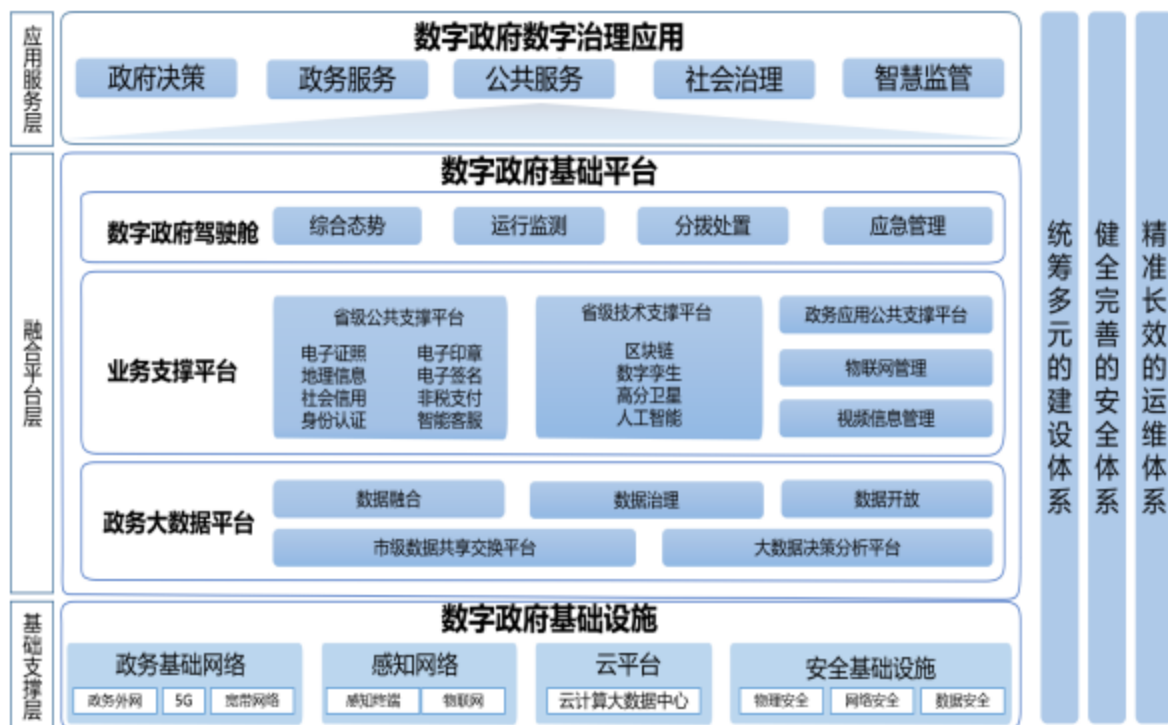 应用服务层
数字政府数字治理应用
政府决策
政务服务
公共服务
社会治理
智慧监管
融合平台层
数字政府基础平台
数字政府驾驶舱
综合态势
运行监测
分拨处置
应急管理
业务支撑平台
省级公共支撑平台
电子证照
电子印章
地理信息
电子签名
社会信用
非税支付
身份认证
智能客服
省级技术支撑平台
区块链
数字孪生
高分卫星
人工智能
政务应用公共支撑平台
物联网管理
视频信息管理
政务大数据平台
数据融合
数据治理
数据开放
市级数据共享交换平台
大数据决策分析平台
基础支撑层
数字政府基础设施
政务基础网络
政务外网
5G
宽带网络
感知网络
感知终端
物联网
云平台
云计算大数据中心
安全基础设施
物理安全
网络安全
数据安全
统筹多元的建设体系
健全完善的安全体系
精准长效的运维体系